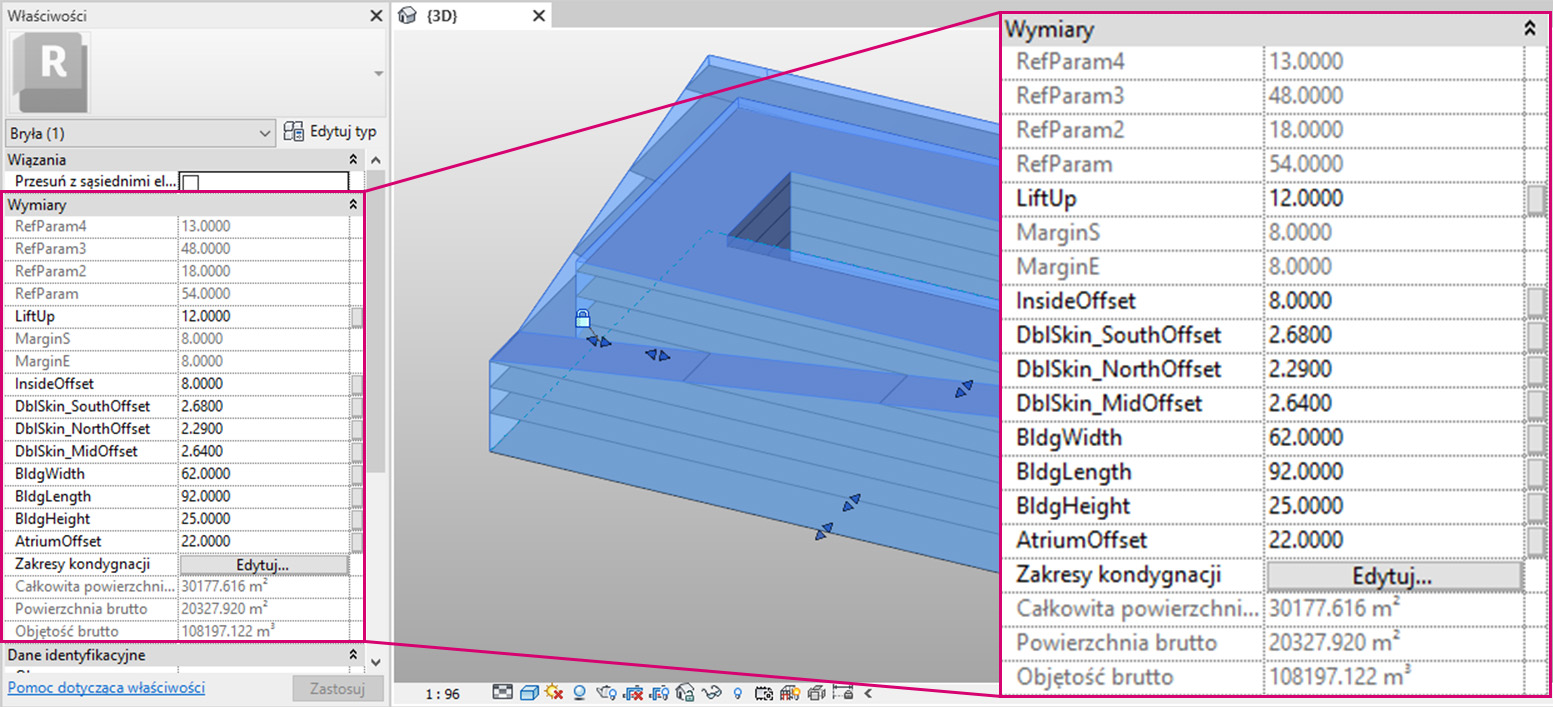 Właściwości
R
Bryła (1)
Edytuj typ
Wiązania
Przesuń z sąsiednimi el...
Wymiary
RefParam4 13.0000
RefParam3 48.0000
RefParam2 18.0000
RefParam 54.0000
LiftUp 12.0000
MarginS 8.0000
MarginE 8.0000
InsideOffset 8.0000
DblSkin_SouthOffset 2.6800
DblSkin_NorthOffset 2.2900
DblSkin_MidOffset 2.6400
BldgWidth 62.0000
BldgLength 92.0000
BldgHeight 25.0000
AtriumOffset 22.0000
Zakresy kondygnacji Edytuj...
Całkowita powierzchni... 30177.616 m²
Powierzchnia brutto 20327.920 m²
Objętość brutto 108197.122 m³
Dane identyfikacyjne
Pomoc dotycząca właściwości
Zastosuj
{3D}
1 : 96
Wymiary
RefParam4 13.0000
RefParam3 48.0000
RefParam2 18.0000
RefParam 54.0000
LiftUp 12.0000
MarginS 8.0000
MarginE 8.0000
InsideOffset 8.0000
DblSkin_SouthOffset 2.6800
DblSkin_NorthOffset 2.2900
DblSkin_MidOffset 2.6400
BldgWidth 62.0000
BldgLength 92.0000
BldgHeight 25.0000
AtriumOffset 22.0000
Zakresy kondygnacji Edytuj...
Całkowita powierzchni... 30177.616 m²
Powierzchnia brutto 20327.920 m²
Objętość brutto 108197.122 m³